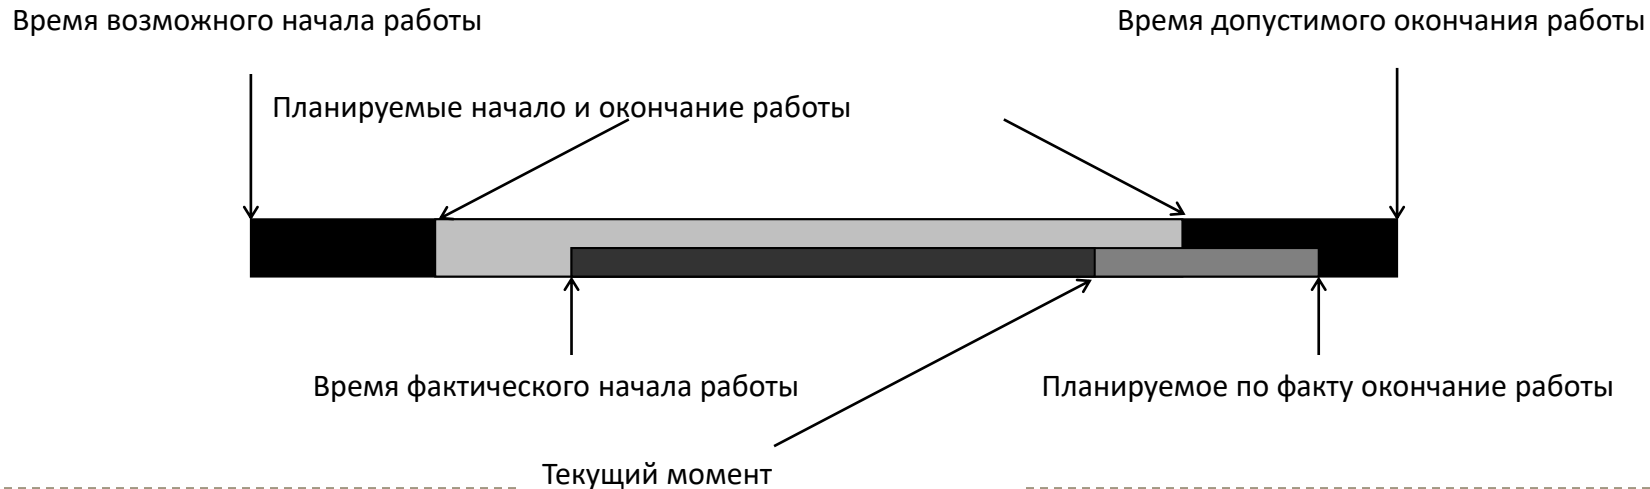 Время возможного начала работы
Время допустимого окончания работы
Планируемые начало и окончание работы
Время фактического начала работы
Планируемое по факту окончание работы
Текущий момент